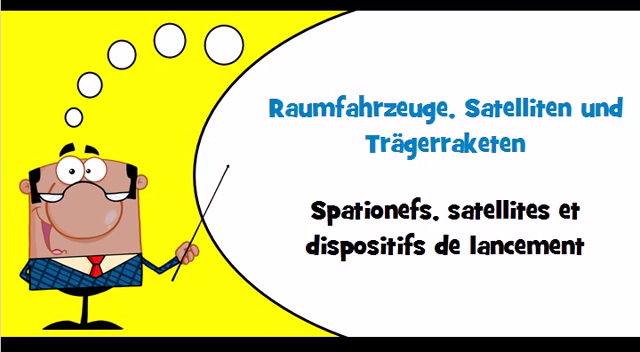 Raumfahrzeuge, Satelliten und
Trägerraketen
Spationefs, satellites et
dispositifs de lancement